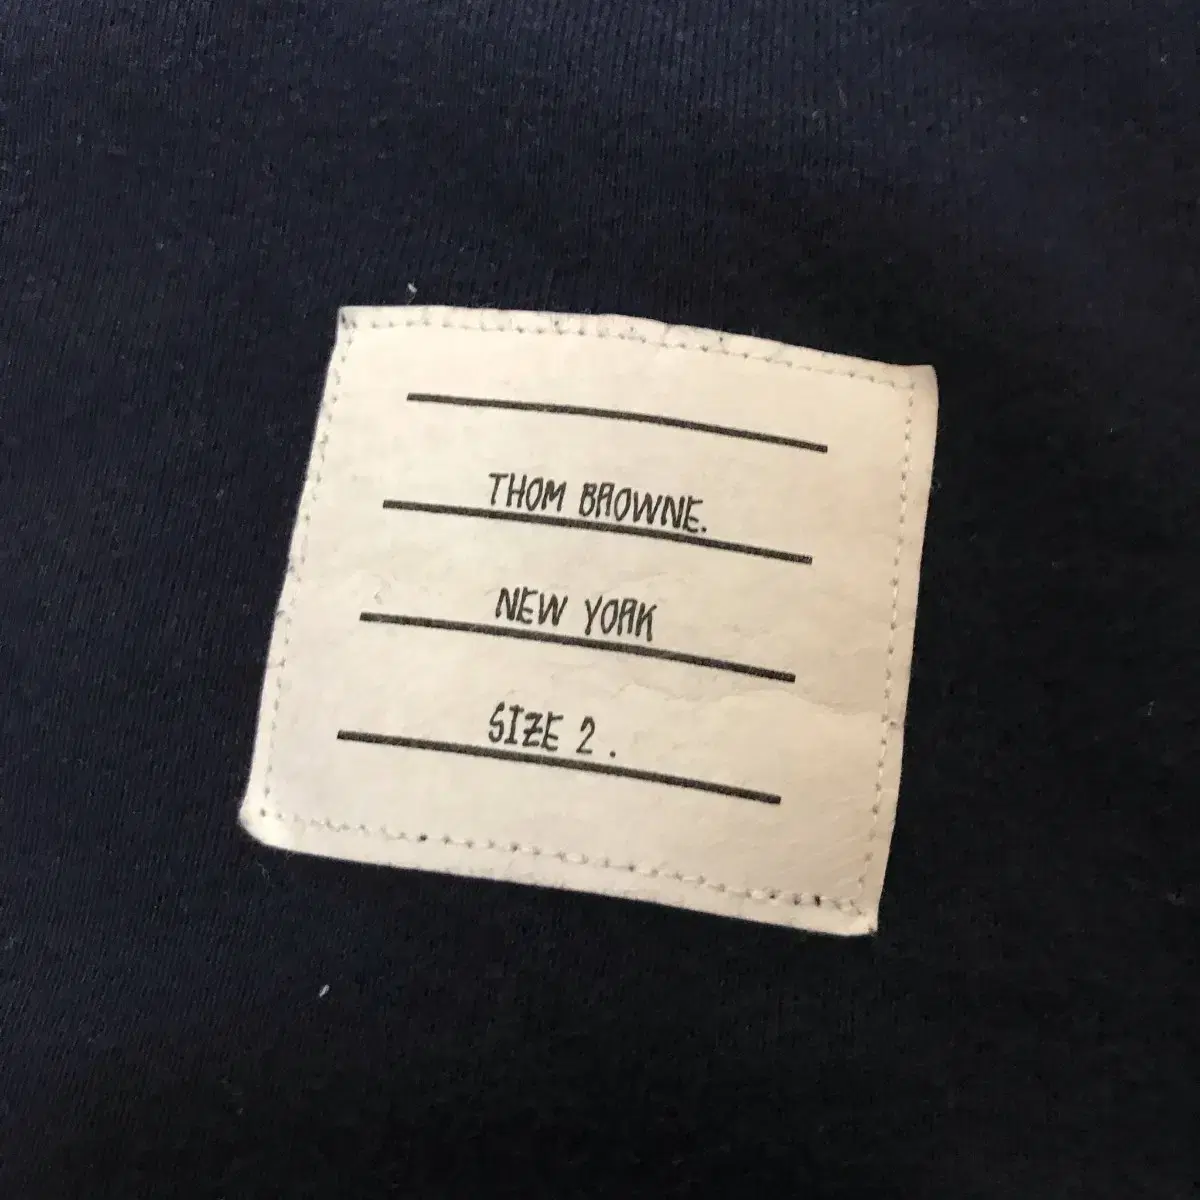 THOM BROWNE.
NEW YORK
SIZE 2.